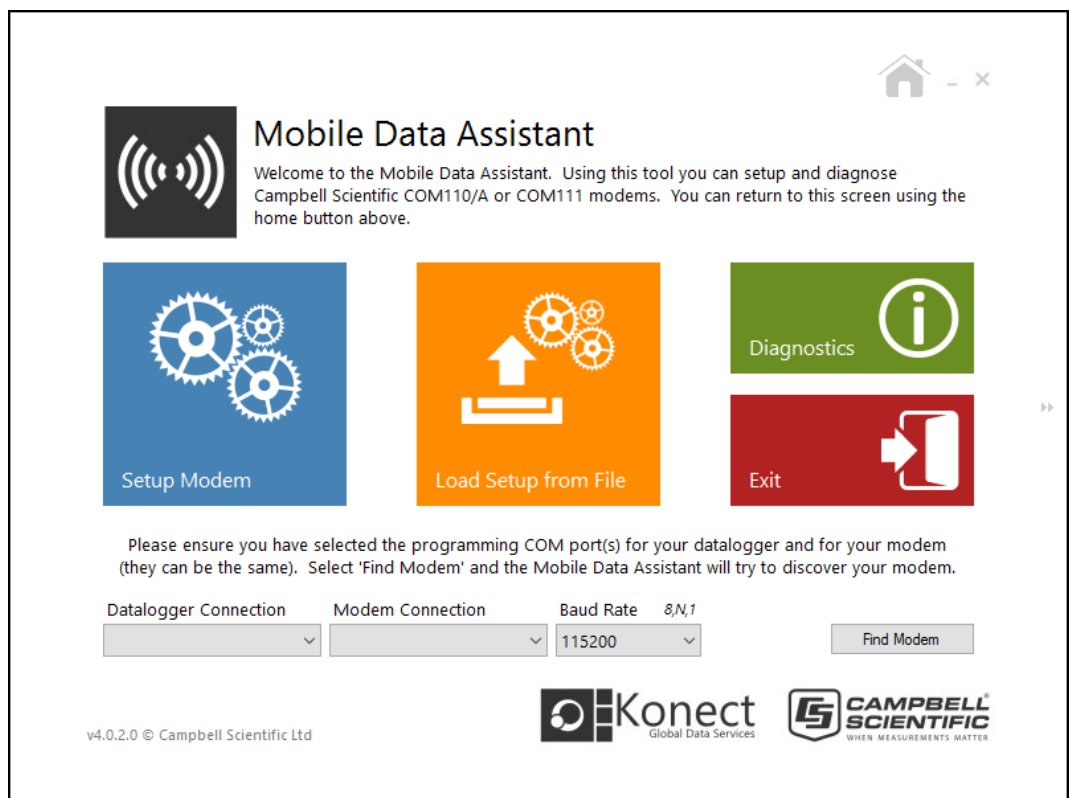 Mobile Data Assistant
Welcome to the Mobile Data Assistant.  Using this tool you can setup and diagnose
Campbell Scientific COM110/A or COM111 modems.  You can return to this screen using the
home button above.
Setup Modem
Load Setup from File
Diagnostics
Exit
Please ensure you have selected the programming COM port(s) for your datalogger and for your modem
(they can be the same).  Select 'Find Modem' and the Mobile Data Assistant will try to discover your modem.
Datalogger Connection
Modem Connection
Baud Rate 8,N,1
115200
Find Modem
Konect
Global Data Services
CAMPBELL
SCIENTIFIC
WHEN MEASUREMENTS MATTER
v4.0.2.0 © Campbell Scientific Ltd